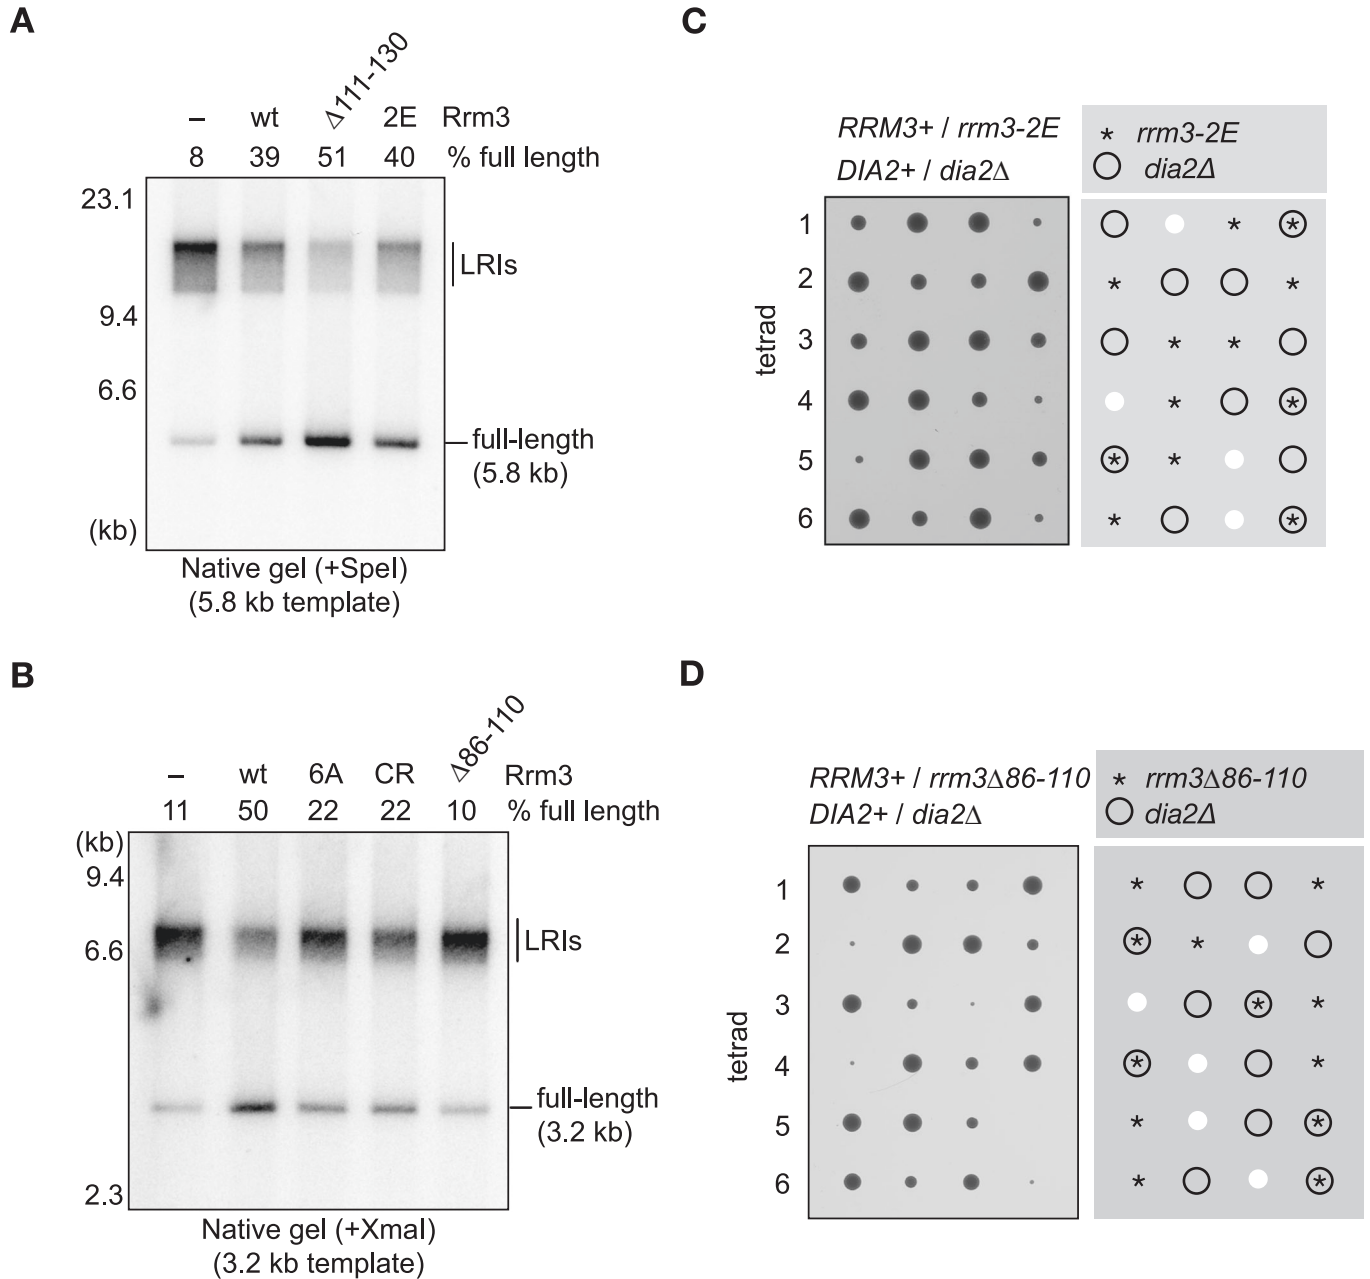 A
– wt Δ111-130 2E Rrm3
8 39 51 40 % full length
23.1
9.4
6.6
(kb)
LRIs
full-length
(5.8 kb)
Native gel (+SpeI)
(5.8 kb template)
B
– wt 6A CR Δ86-110 Rrm3
11 50 22 22 10 % full length
(kb)
9.4
6.6
2.3
LRIs
full-length
(3.2 kb)
Native gel (+XmaI)
(3.2 kb template)
C
RRM3+ / rrm3-2E
DIA2+ / dia2Δ
* rrm3-2E
dia2Δ
tetrad
1
2
3
4
5
6
D
RRM3+ / rrm3Δ86-110
DIA2+ / dia2Δ
* rrm3Δ86-110
dia2Δ
tetrad
1
2
3
4
5
6